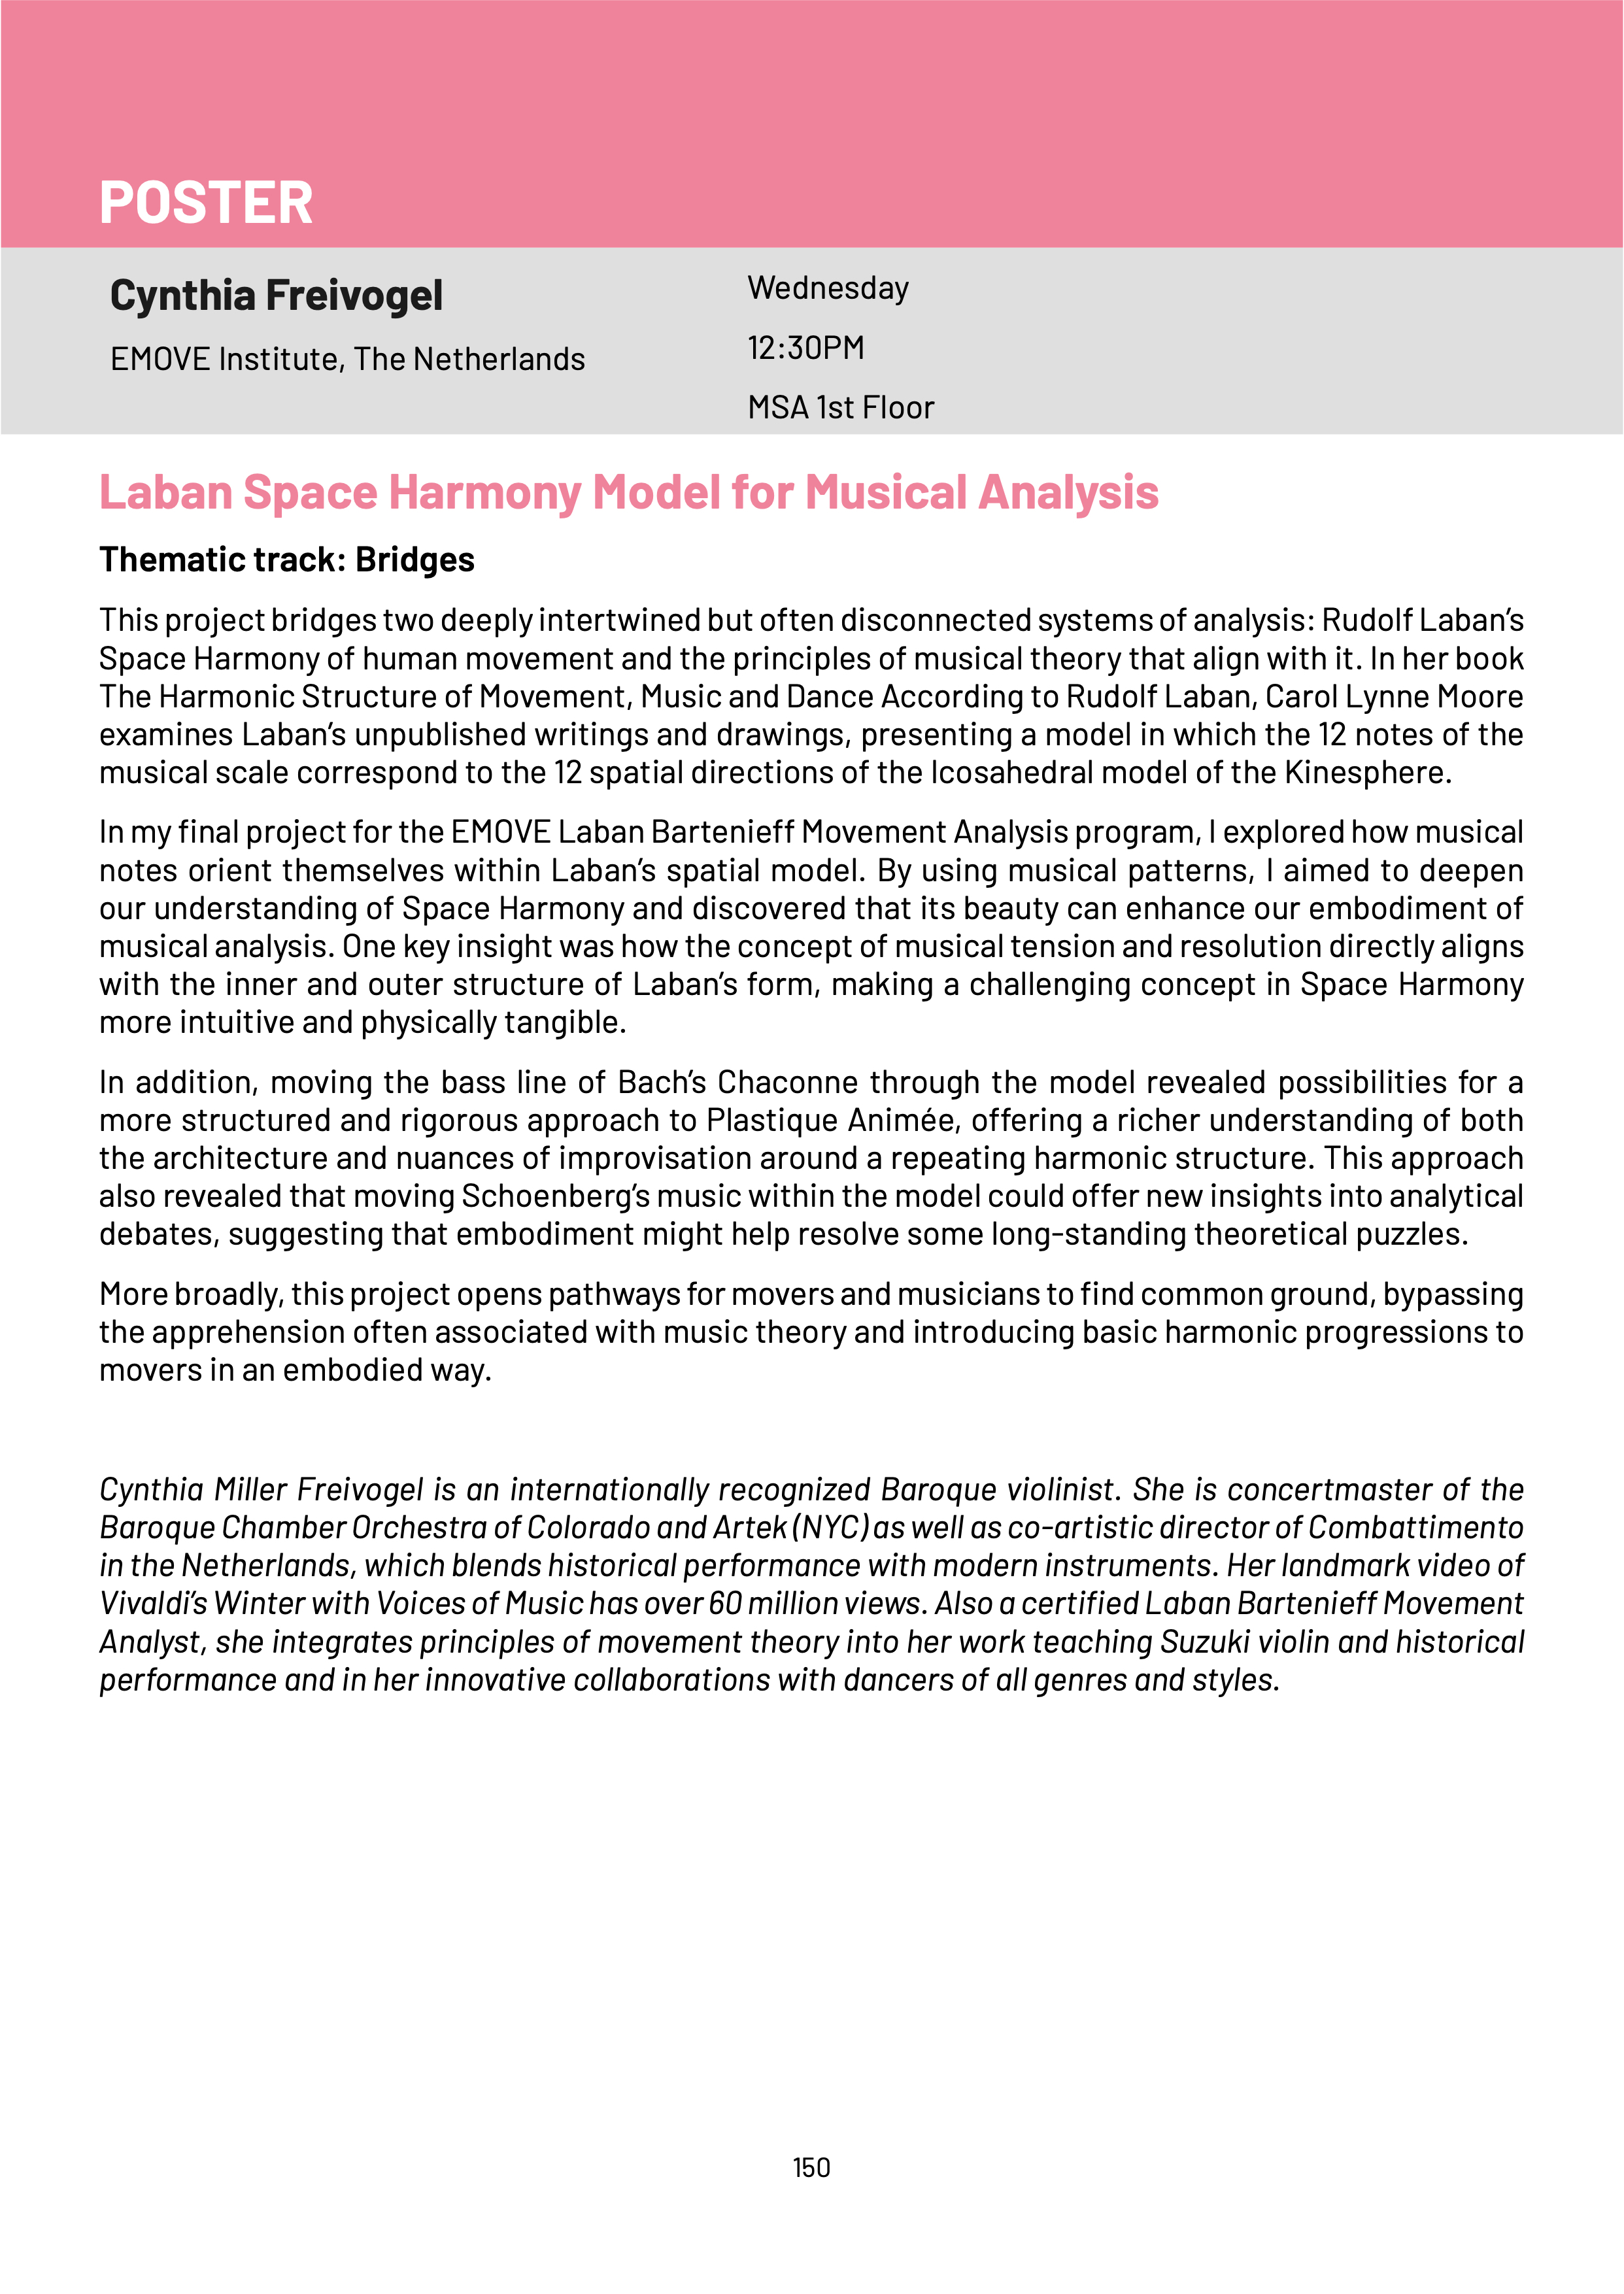 POSTER
Cynthia Freivogel
EMOVE Institute, The Netherlands
Wednesday
12:30PM
MSA 1st Floor
Laban Space Harmony Model for Musical Analysis
Thematic track: Bridges
This project bridges two deeply intertwined but often disconnected systems of analysis: Rudolf Laban’s
Space Harmony of human movement and the principles of musical theory that align with it. In her book
The Harmonic Structure of Movement, Music and Dance According to Rudolf Laban, Carol Lynne Moore
examines Laban’s unpublished writings and drawings, presenting a model in which the 12 notes of the
musical scale correspond to the 12 spatial directions of the Icosahedral model of the Kinesphere.
In my final project for the EMOVE Laban Bartenieff Movement Analysis program, I explored how musical
notes orient themselves within Laban’s spatial model. By using musical patterns, I aimed to deepen
our understanding of Space Harmony and discovered that its beauty can enhance our embodiment of
musical analysis. One key insight was how the concept of musical tension and resolution directly aligns
with the inner and outer structure of Laban’s form, making a challenging concept in Space Harmony
more intuitive and physically tangible.
In addition, moving the bass line of Bach’s Chaconne through the model revealed possibilities for a
more structured and rigorous approach to Plastique Animée, offering a richer understanding of both
the architecture and nuances of improvisation around a repeating harmonic structure. This approach
also revealed that moving Schoenberg’s music within the model could offer new insights into analytical
debates, suggesting that embodiment might help resolve some long-standing theoretical puzzles.
More broadly, this project opens pathways for movers and musicians to find common ground, bypassing
the apprehension often associated with music theory and introducing basic harmonic progressions to
movers in an embodied way.
Cynthia Miller Freivogel is an internationally recognized Baroque violinist. She is concertmaster of the
Baroque Chamber Orchestra of Colorado and Artek (NYC) as well as co-artistic director of Combattimento
in the Netherlands, which blends historical performance with modern instruments. Her landmark video of
Vivaldi’s Winter with Voices of Music has over 60 million views. Also a certified Laban Bartenieff Movement
Analyst, she integrates principles of movement theory into her work teaching Suzuki violin and historical
performance and in her innovative collaborations with dancers of all genres and styles.
150